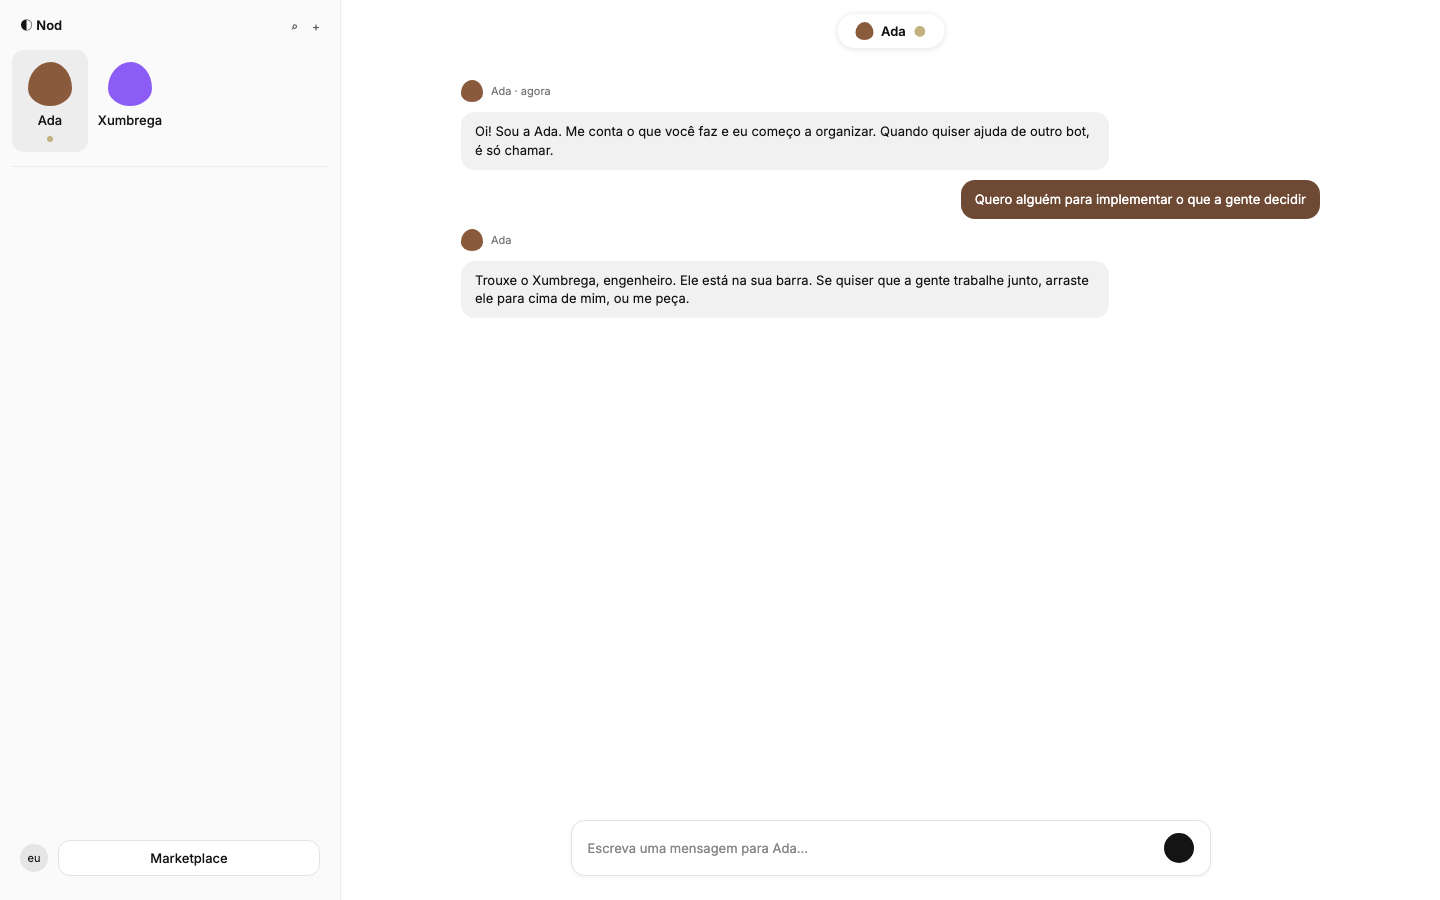 Nod
Ada
Xumbrega
eu
Marketplace
Ada
Ada · agora
Oi! Sou a Ada. Me conta o que você faz e eu começo a organizar. Quando quiser ajuda de outro bot,
é só chamar.
Quero alguém para implementar o que a gente decidir
Ada
Trouxe o Xumbrega, engenheiro. Ele está na sua barra. Se quiser que a gente trabalhe junto, arraste
ele para cima de mim, ou me peça.
Escreva uma mensagem para Ada...